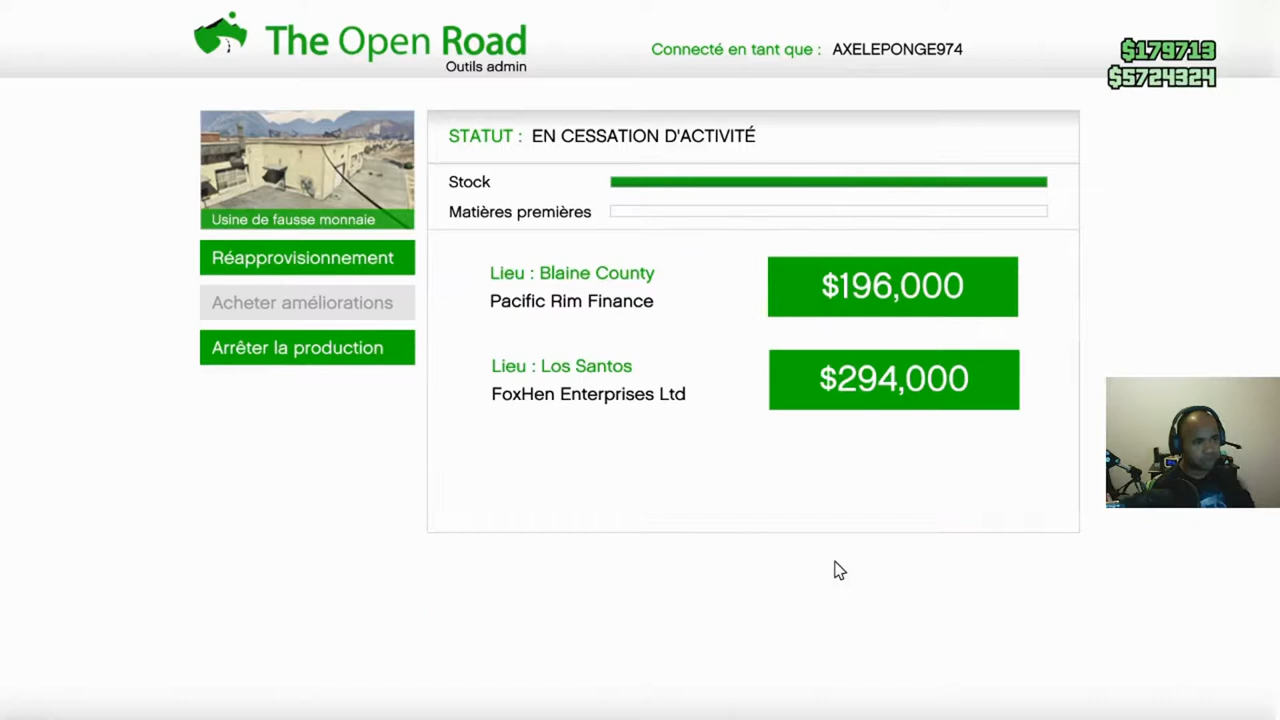 The Open Road
Outils admin
Connecté en tant que : AXELEPONGE974
$179713
$5724324
Usine de fausse monnaie
Réapprovisionnement
Acheter améliorations
Arrêter la production
STATUT : EN CESSATION D'ACTIVITÉ
Stock
Matières premières
Lieu : Blaine County
Pacific Rim Finance
$196,000
Lieu : Los Santos
FoxHen Enterprises Ltd
$294,000